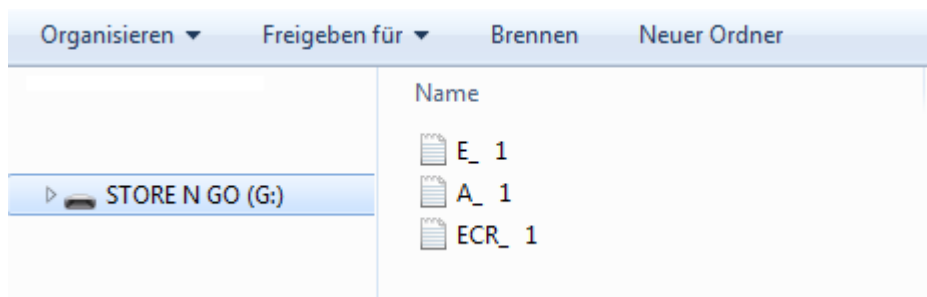 Organisieren Freigeben für Brennen Neuer Ordner
Name
E_ 1
STORE N GO (G:) A_ 1
ECR_ 1